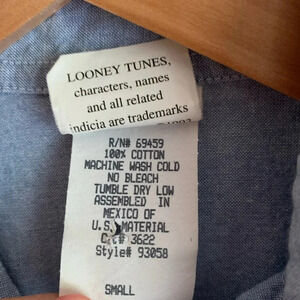 LOONEY TUNES,
characters, names
and all related
indicia are trademarks
R/N# 69459
100% COTTON
MACHINE WASH COLD
NO BLEACH
TUMBLE DRY LOW
ASSEMBLED IN
MEXICO OF
U.S. MATERIAL
Cut# 3622
Style# 93058
SMALL